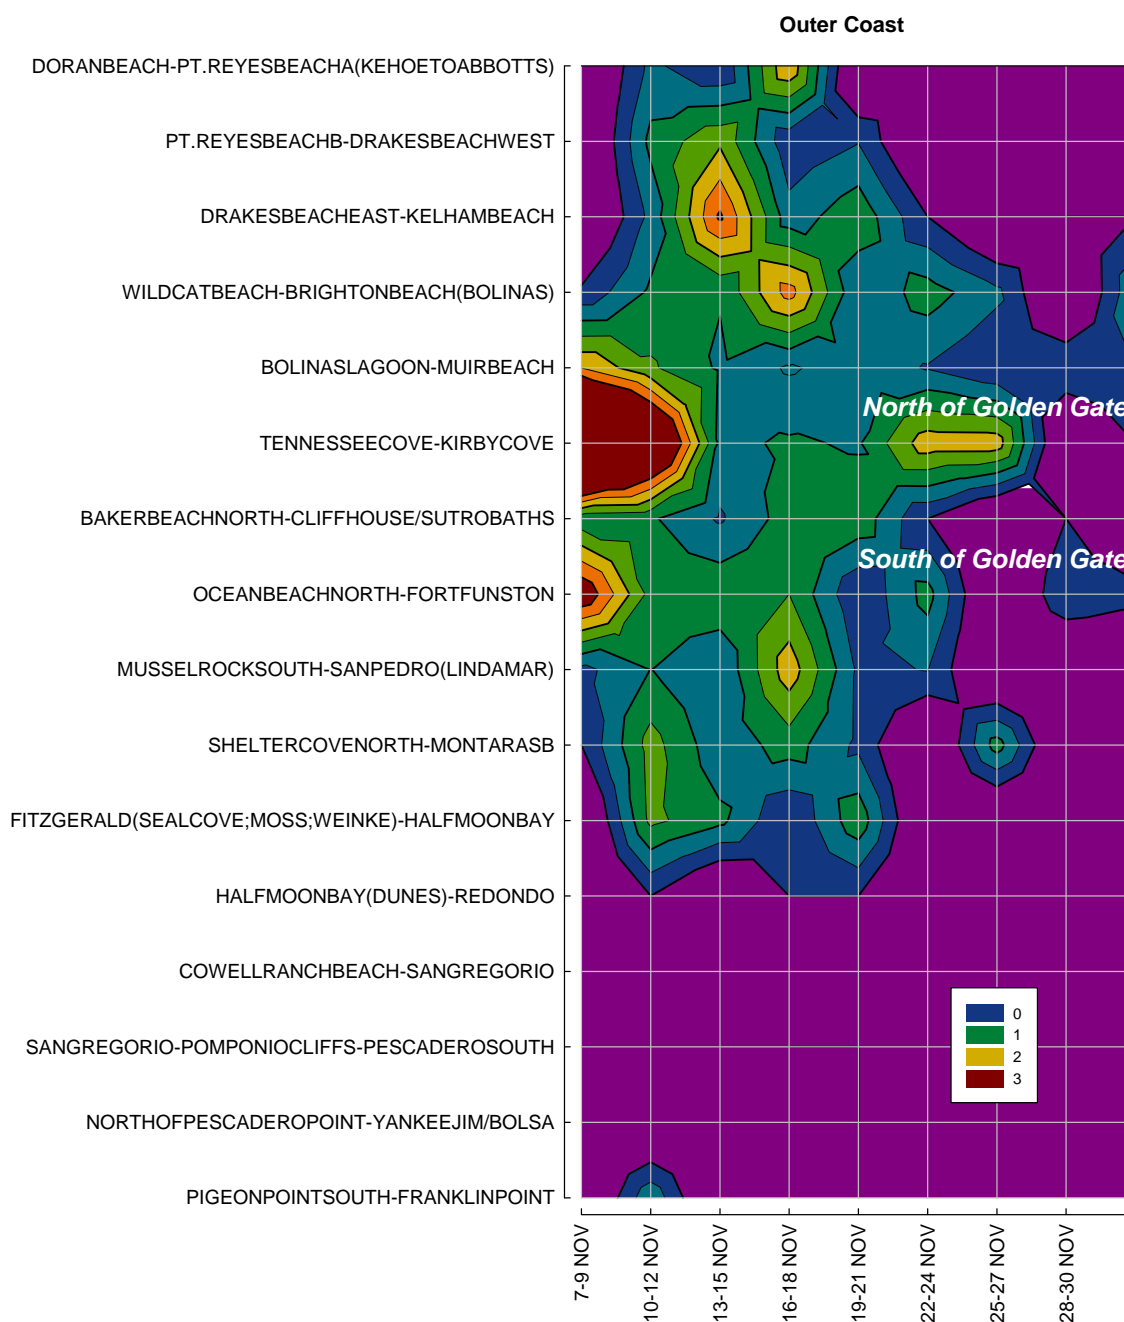 Outer Coast
DORANBEACH-PT.REYESBEACHA(KEHOETOABBOTTS)
PT.REYESBEACHB-DRAKESBEACHWEST
DRAKESBEACHEAST-KELHAMBEACH
WILDCATBEACH-BRIGHTONBEACH(BOLINAS)
BOLINASLAGOON-MUIRBEACH
North of Golden Gate
TENNESSEECOVE-KIRBYCOVE
BAKERBEACHNORTH-CLIFFHOUSE/SUTROBATHS
South of Golden Gate
OCEANBEACHNORTH-FORTFUNSTON
MUSSELROCKSOUTH-SANPEDRO(LINDAMAR)
SHELTERCOVENORTH-MONTARASB
FITZGERALD(SEALCOVE;MOSS;WEINKE)-HALFMOONBAY
HALFMOONBAY(DUNES)-REDONDO
COWELLRANCHBEACH-SANGREGORIO
SANGREGORIO-POMPONIOCLIFFS-PESCADEROSOUTH
NORTHOFPESCADEROPOINT-YANKEEJIM/BOLSA
PIGEONPOINTSOUTH-FRANKLINPOINT
0
1
2
3
7-9 NOV
10-12 NOV
13-15 NOV
16-18 NOV
19-21 NOV
22-24 NOV
25-27 NOV
28-30 NOV